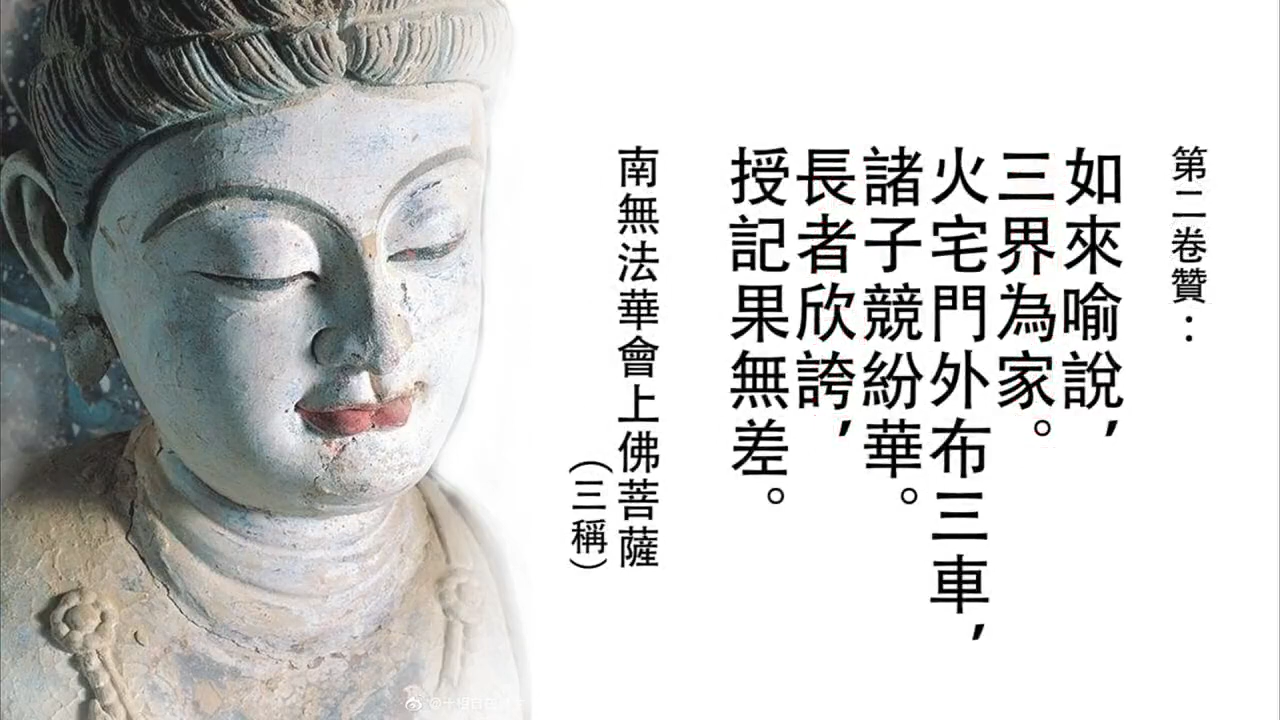 第二卷贊：
如來喻說，
三界為家。
火宅門外布三車，
諸子競紛華。
長者欣誇，
授記果無差。
南無法華會上佛菩薩
（三稱）